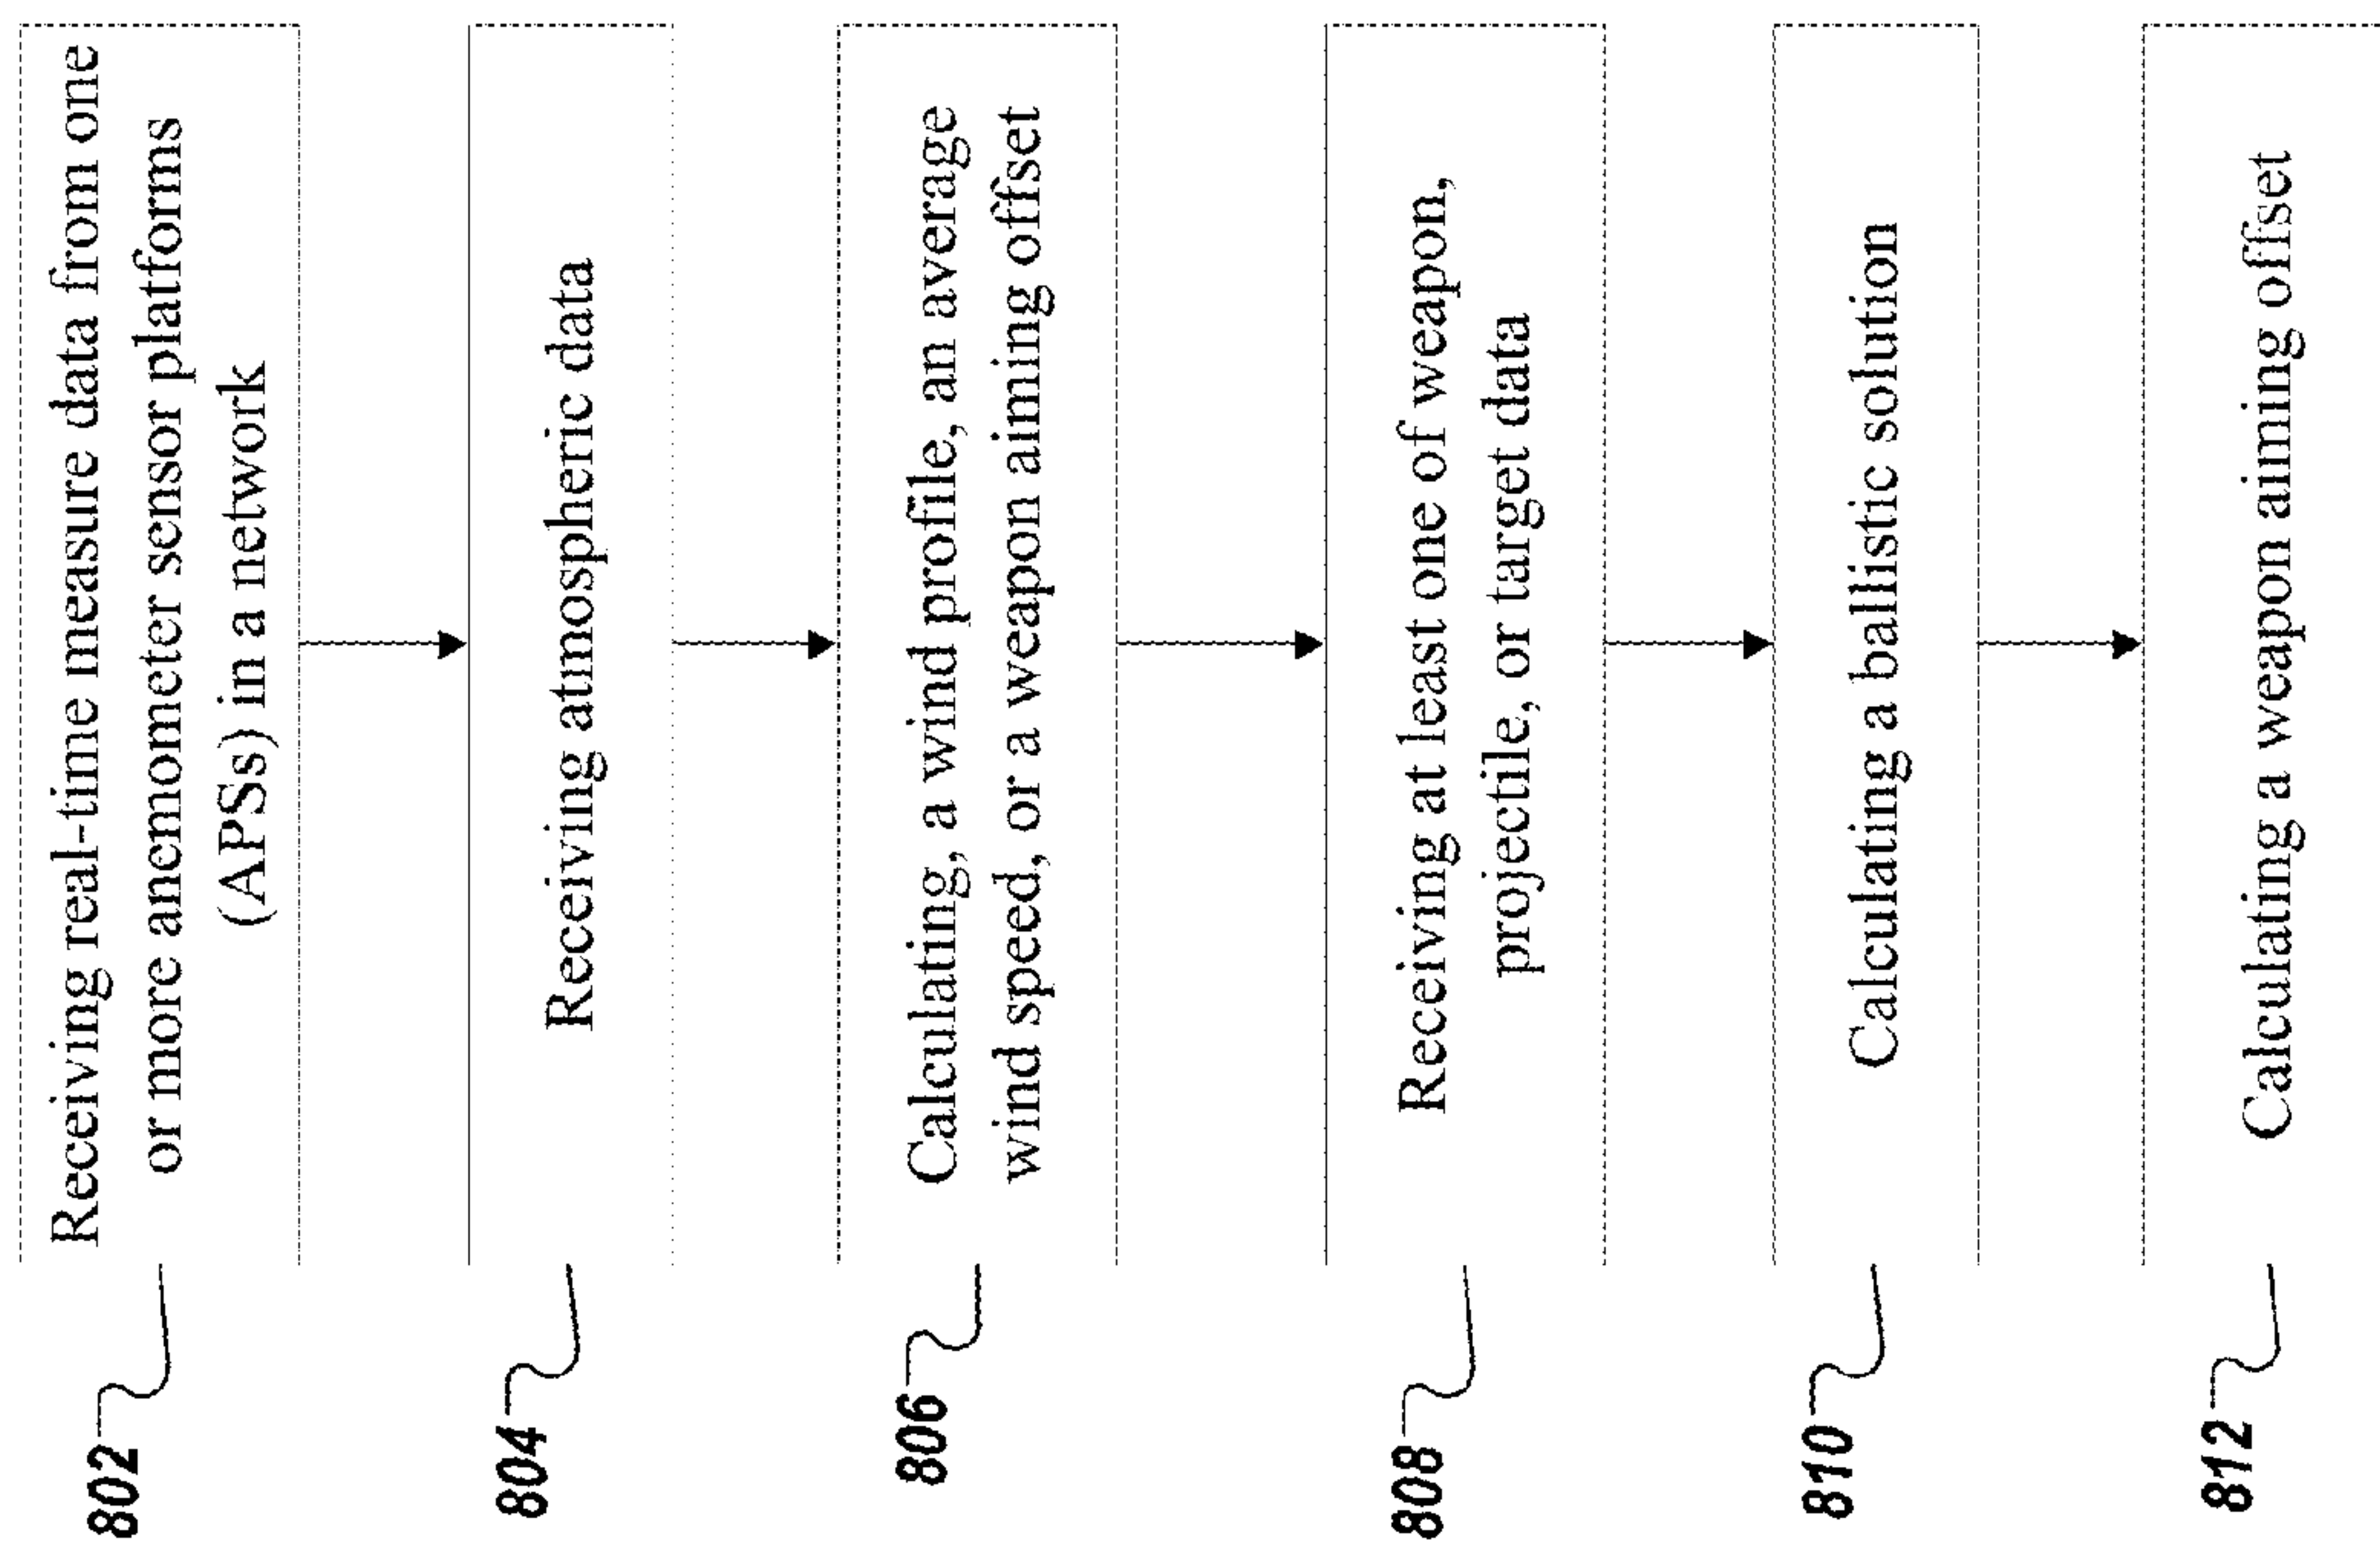 802
Receiving real-time measure data from one
or more anemometer sensor platforms
(APSs) in a network
804
Receiving atmospheric data
806
Calculating, a wind profile, an average
wind speed, or a weapon aiming offset
808
Receiving at least one of weapon,
projectile, or target data
810
Calculating a ballistic solution
812
Calculating a weapon aiming offset